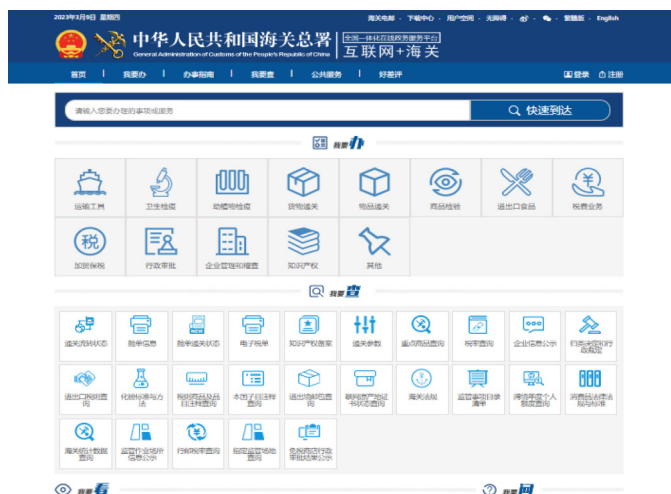 2023年3月9日 星期四
海关电邮 - 下载中心 - 用户空间 - 无障碍 - 繁體版 - English
中华人民共和国海关总署
General Administration of Customs of the People's Republic of China
全国一体化在线政务服务平台
互联网+海关
首页 我要办 办事指南 我要查 公共服务 好差评 登录 注册
请输入您要办理的事项或服务 快速到达
我要办
运输工具 卫生检疫 动植物检疫 货物通关 物品通关 商品检验 进出口食品 税费业务
加贸保税 行政审批 企业管理和稽查 知识产权 其他
我要查
通关流转状态 舱单信息 舱单通关状态 电子税单 知识产权备案 通关参数 重点商品查询 税率查询 企业信息公示 归类决定和行
政裁定
进出口税则查
询 化验标准与方
法 税则商品及品
目注释查询 本国子目注释
查询 进出境邮包查
询 联网原产地证
书状态查询 海关法规 监管事项目录
清单 跨境年度个人
额度查询 消费品法律法
规与标准
海关统计数据
查询 监管作业场所
信息公示 行邮税率查询 指定监管场地
查询 免税商店行政
审批结果公示
我要看 我要问